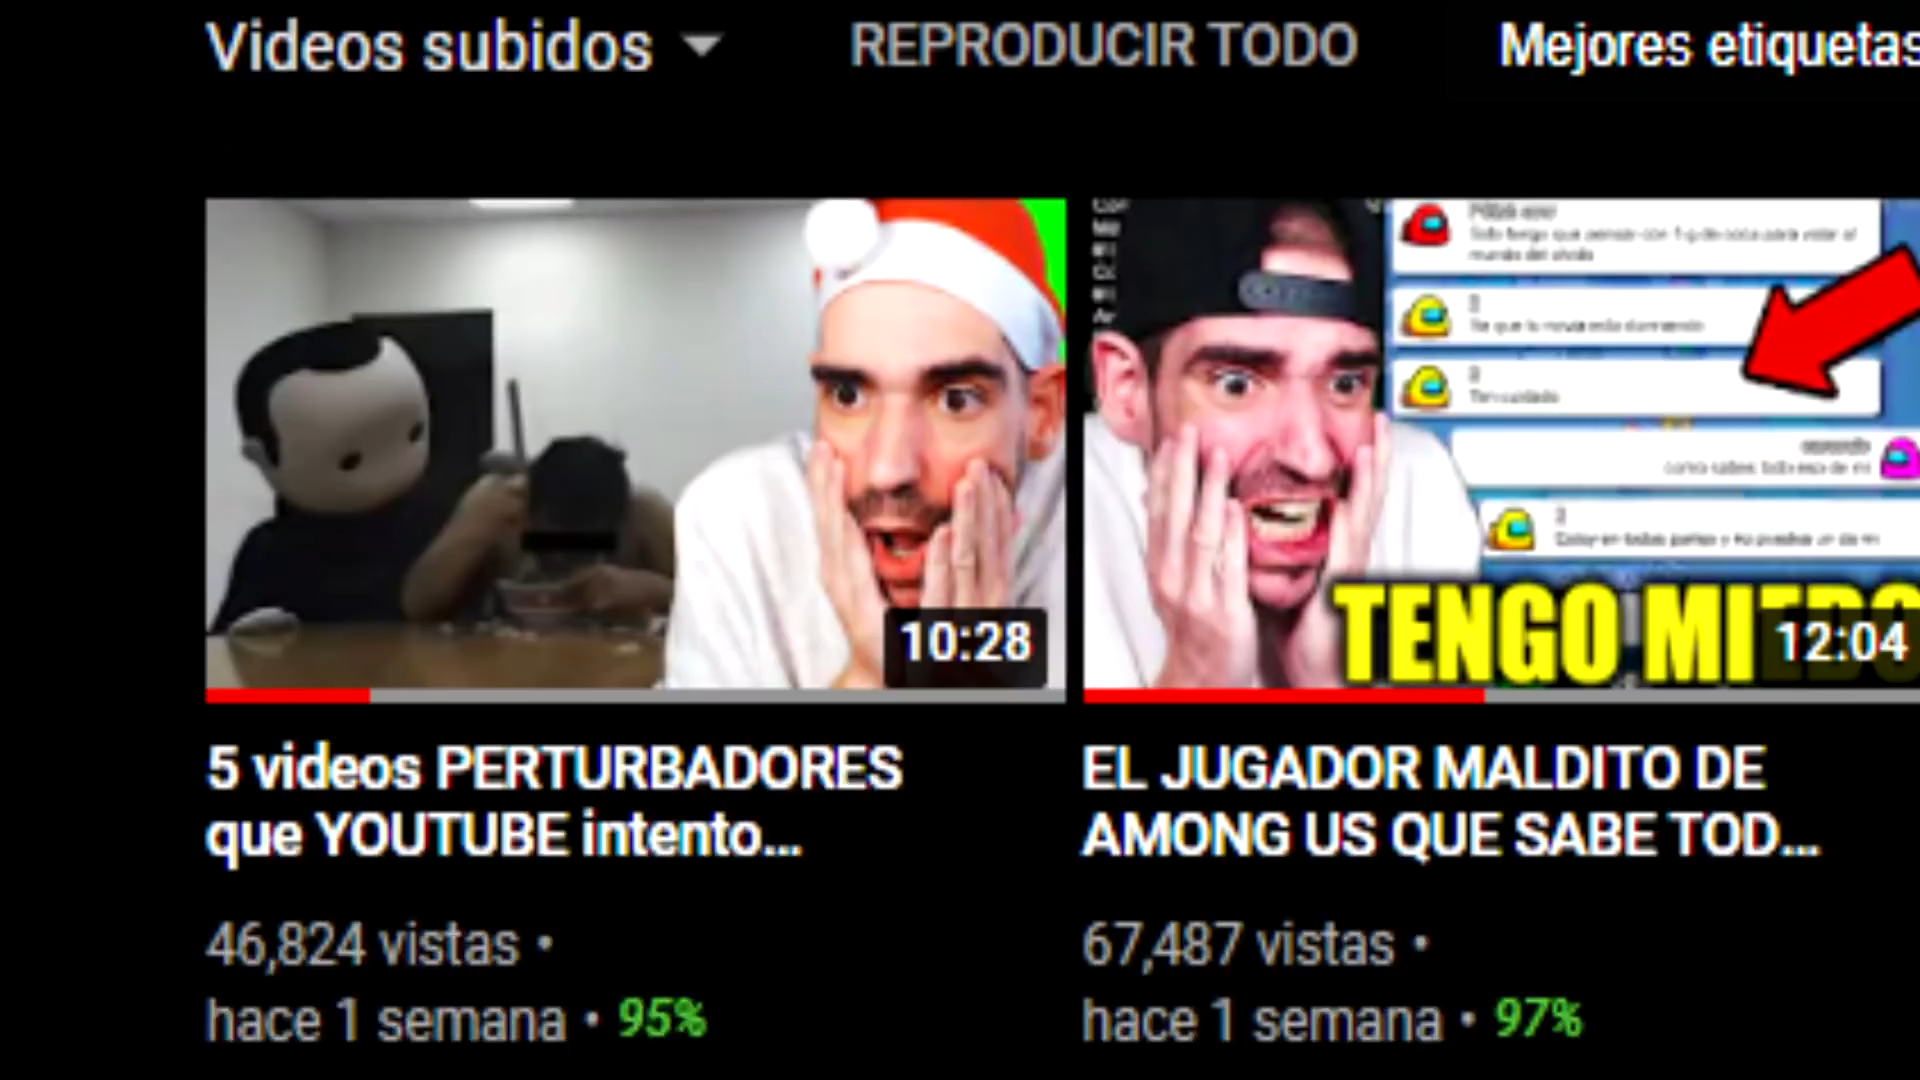 Videos subidos
REPRODUCIR TODO
Mejores etiquetas
10:28
TENGO MIEDO
12:04
5 videos PERTURBADORES
que YOUTUBE intento...
EL JUGADOR MALDITO DE
AMONG US QUE SABE TOD...
46,824 vistas •
hace 1 semana • 95%
67,487 vistas •
hace 1 semana • 97%